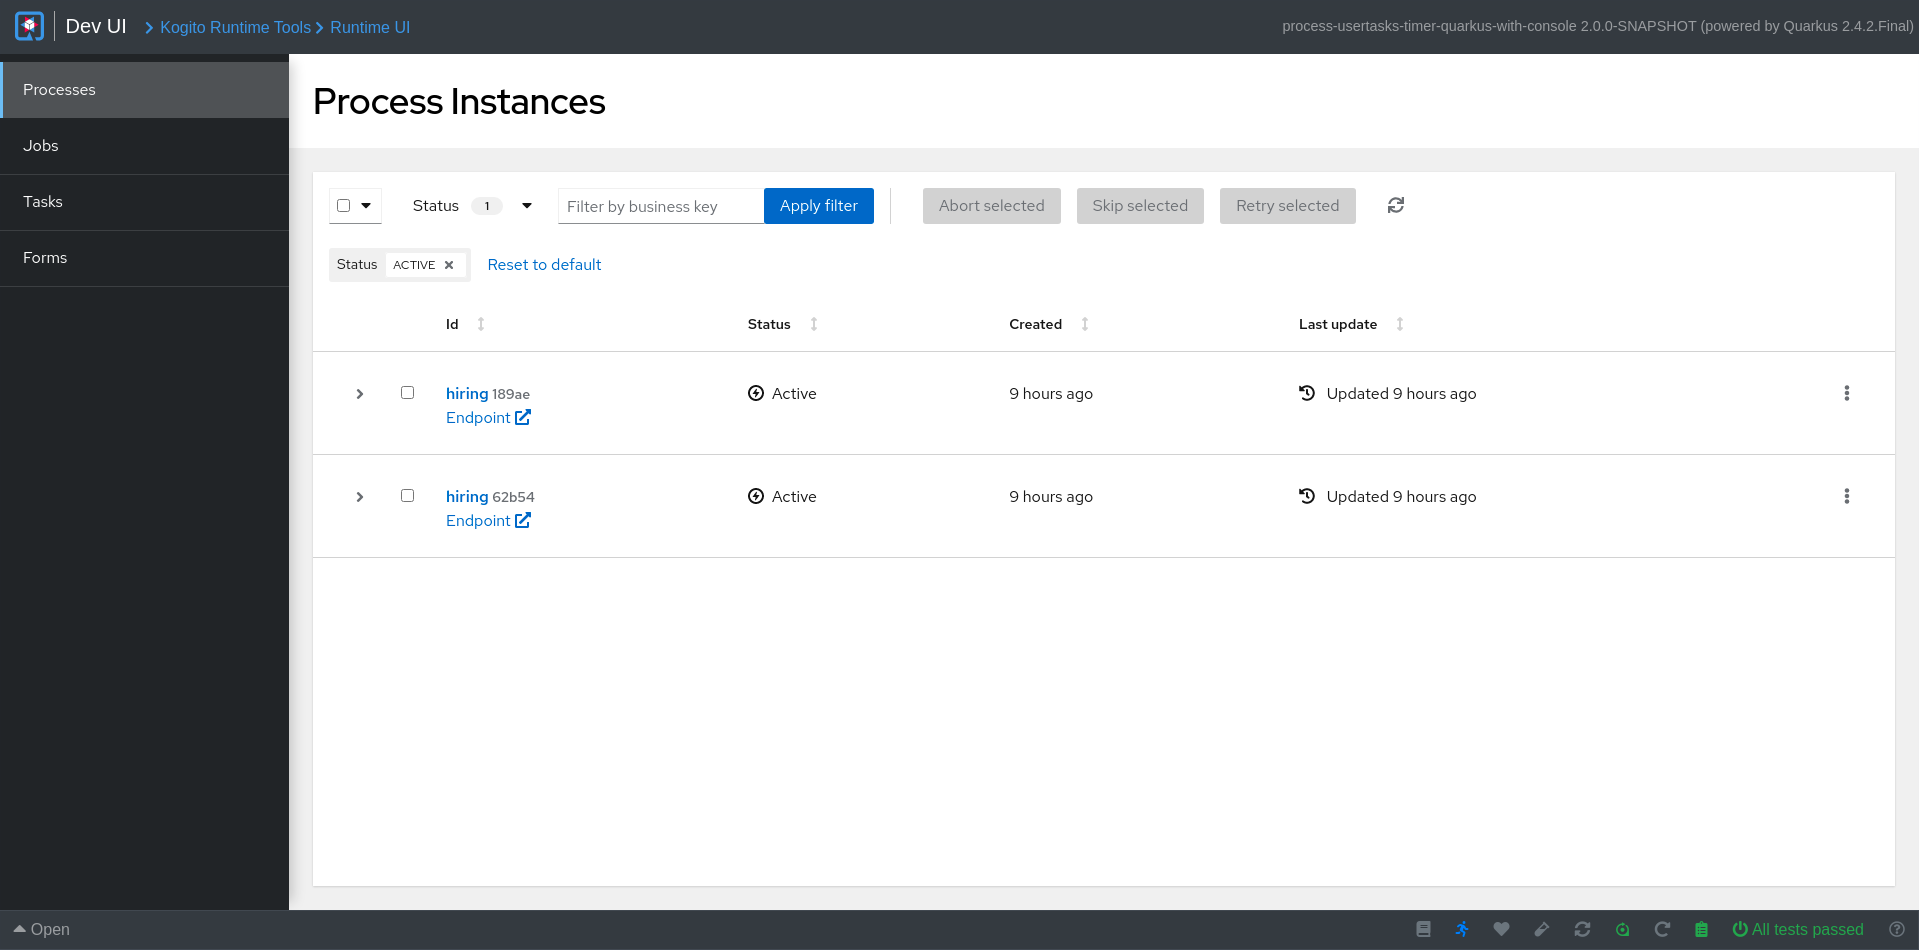 Dev UI Kogito Runtime Tools Runtime UI process-usertasks-timer-quarkus-with-console 2.0.0-SNAPSHOT (powered by Quarkus 2.4.2.Final)
Processes
Jobs
Tasks
Forms
Process Instances
Status 1 Filter by business key Apply filter Abort selected Skip selected Retry selected
Status ACTIVE Reset to default
Id Status Created Last update
hiring 189ae Active 9 hours ago Updated 9 hours ago
Endpoint
hiring 62b54 Active 9 hours ago Updated 9 hours ago
Endpoint
Open All tests passed